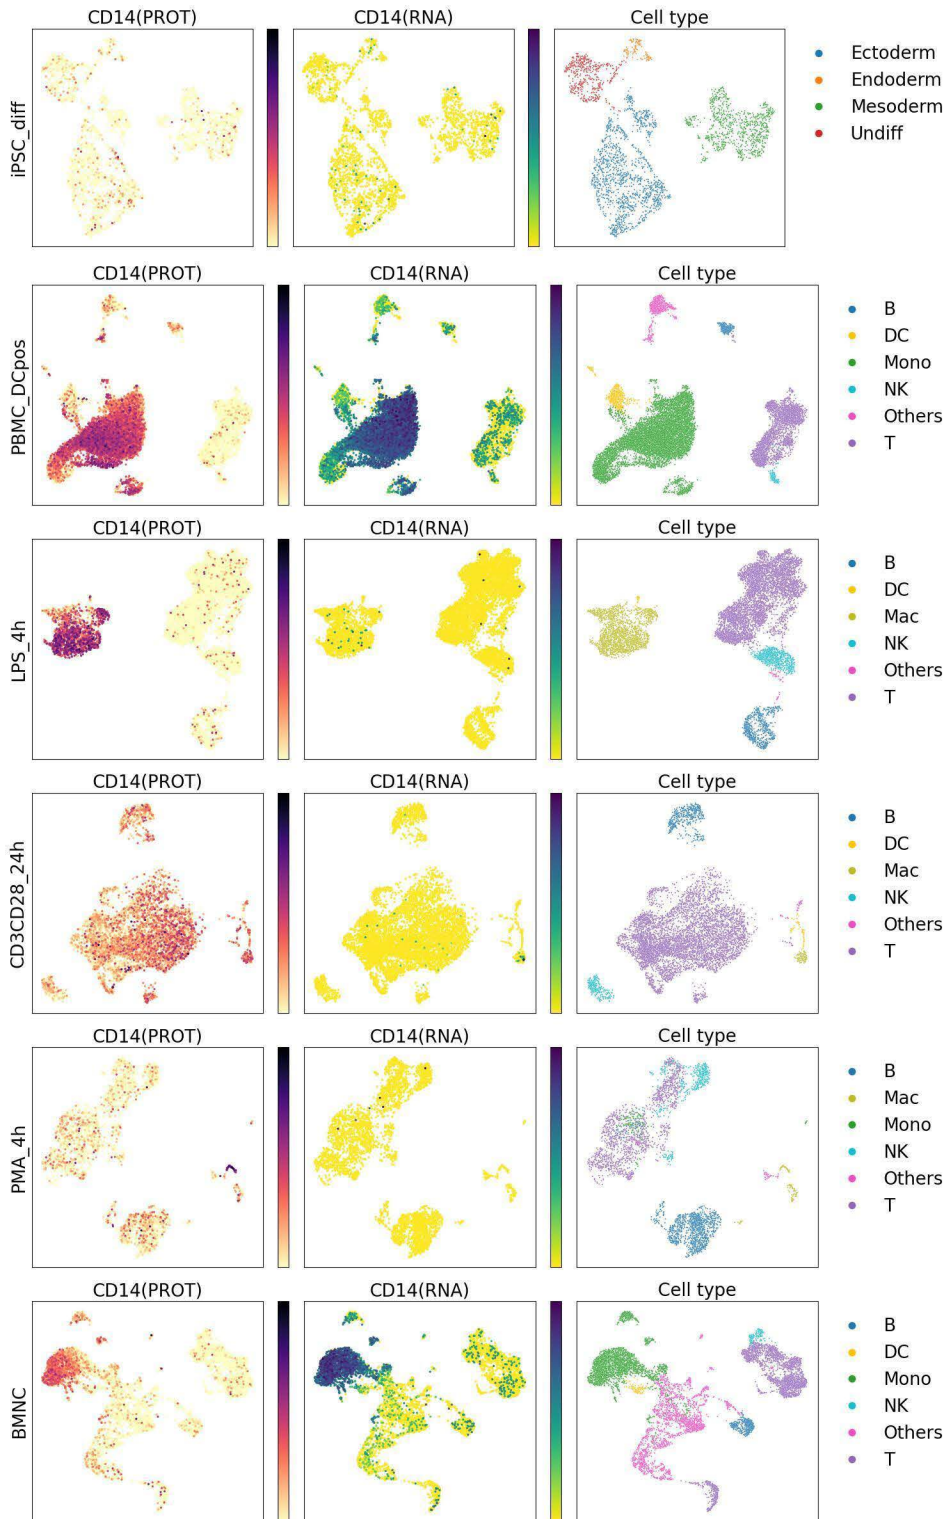 CD14(PROT) CD14(RNA) Cell type
iPSC_diff
Ectoderm
Endoderm
Mesoderm
Undiff
CD14(PROT) CD14(RNA) Cell type
PBMC_DCpos
B
DC
Mono
NK
Others
T
CD14(PROT) CD14(RNA) Cell type
LPS_4h
B
DC
Mac
NK
Others
T
CD14(PROT) CD14(RNA) Cell type
CD3CD28_24h
B
DC
Mac
NK
Others
T
CD14(PROT) CD14(RNA) Cell type
PMA_4h
B
Mac
Mono
NK
Others
T
CD14(PROT) CD14(RNA) Cell type
BMNC
B
DC
Mono
NK
Others
T